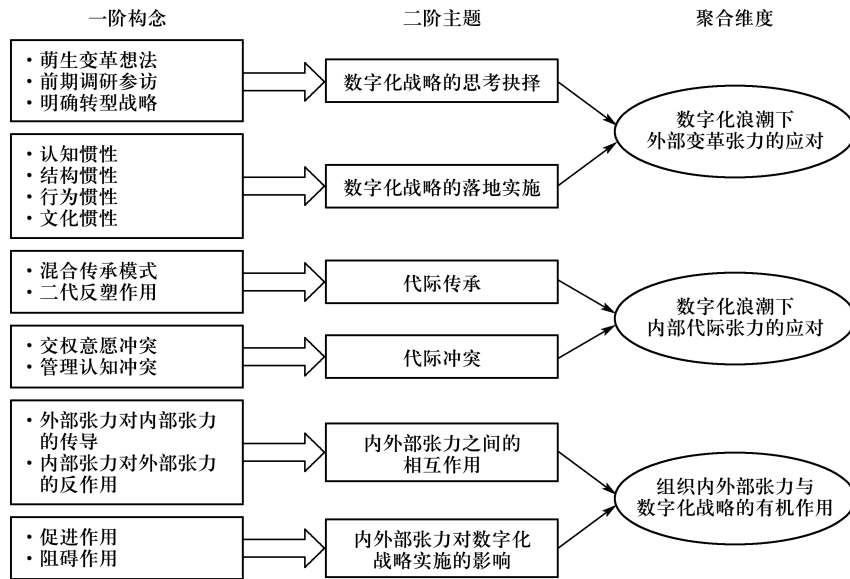 一阶构念
二阶主题
聚合维度
·萌生变革想法
·前期调研参访
·明确转型战略
数字化战略的思考抉择
·认知惯性
·结构惯性
·行为惯性
·文化惯性
数字化战略的落地实施
数字化浪潮下
外部变革张力的应对
·混合传承模式
·二代反塑作用
代际传承
·交权意愿冲突
·管理认知冲突
代际冲突
数字化浪潮下
内部代际张力的应对
·外部张力对内部张力
的传导
·内部张力对外部张力
的反作用
内外部张力之间的
相互作用
·促进作用
·阻碍作用
内外部张力对数字化
战略实施的影响
组织内外部张力与
数字化战略的有机作用